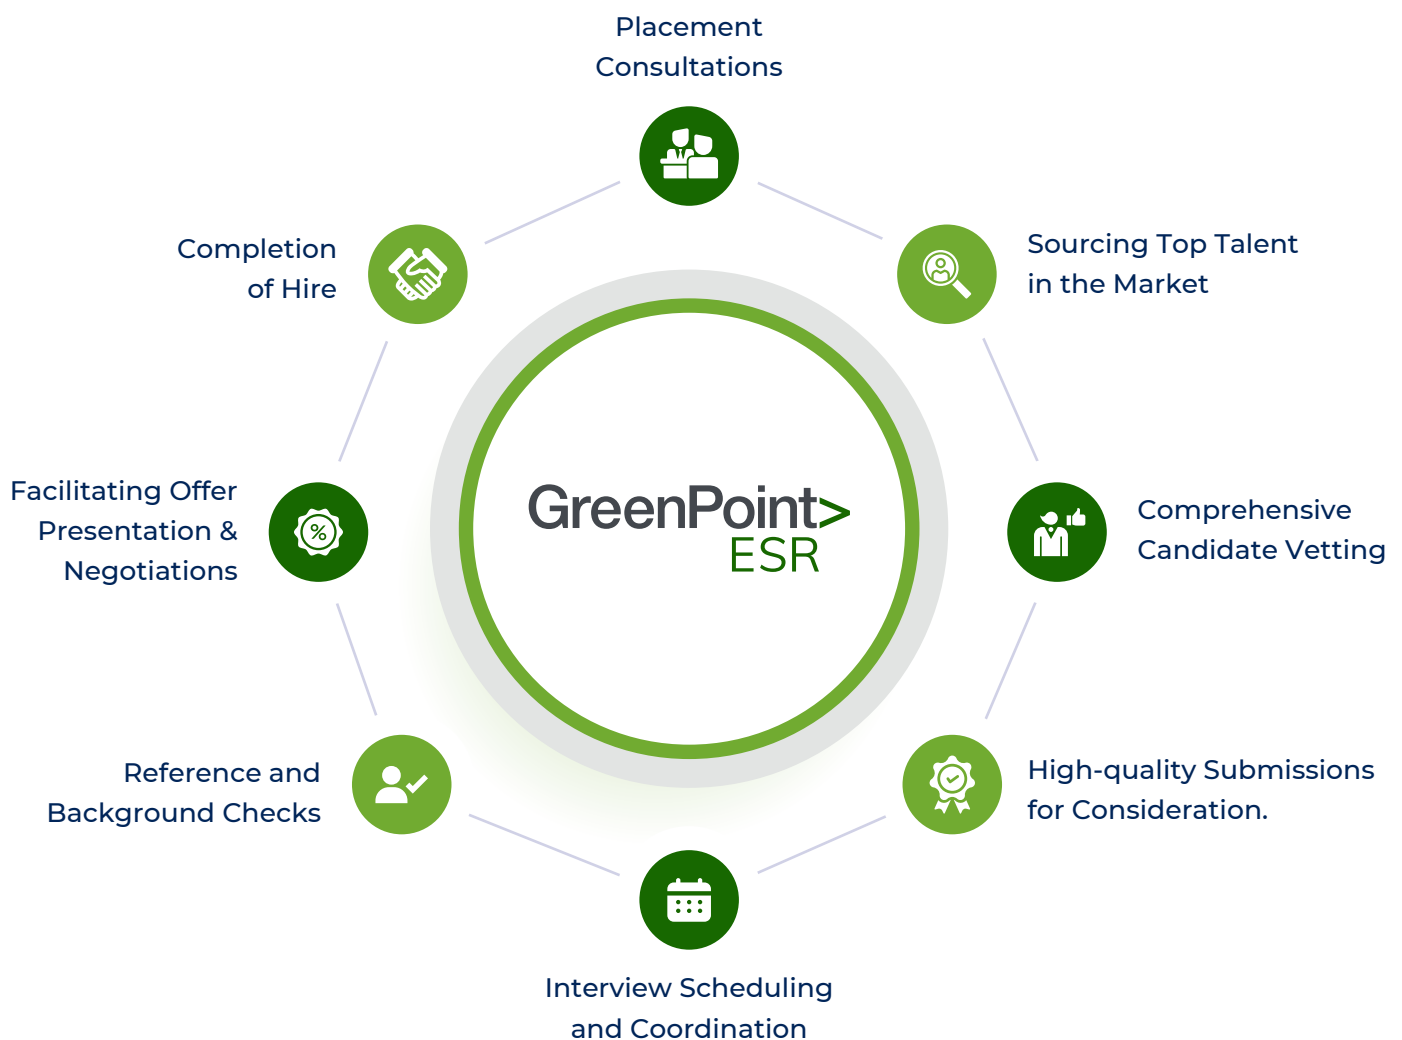 Placement
Consultations
Sourcing Top Talent
in the Market
Comprehensive
Candidate Vetting
High-quality Submissions
for Consideration.
Interview Scheduling
and Coordination
Reference and
Background Checks
Facilitating Offer
Presentation &
Negotiations
Completion
of Hire
GreenPoint>
ESR
%